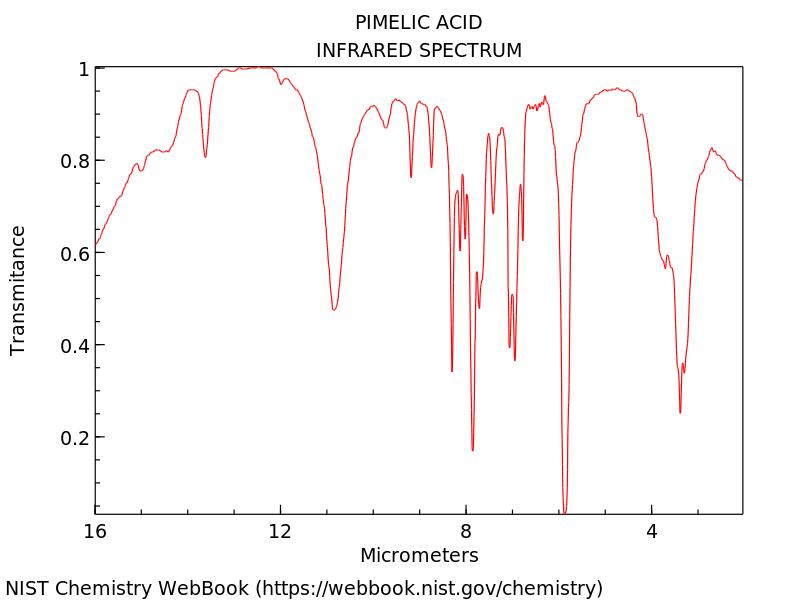 PIMELIC ACID
INFRARED SPECTRUM
1
0.8
0.6
0.4
0.2
Transmitance
16 12 8 4
Micrometers
NIST Chemistry WebBook (https://webbook.nist.gov/chemistry)